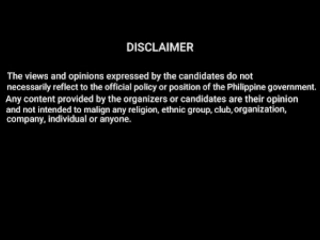 DISCLAIMER
The views and opinions expressed by the candidates do not
necessarily reflect to the official policy or position of the Philippine government.
Any content provided by the organizers or candidates are their opinion
and not intended to malign any religion, ethnic group, club, organization,
company, individual or anyone.